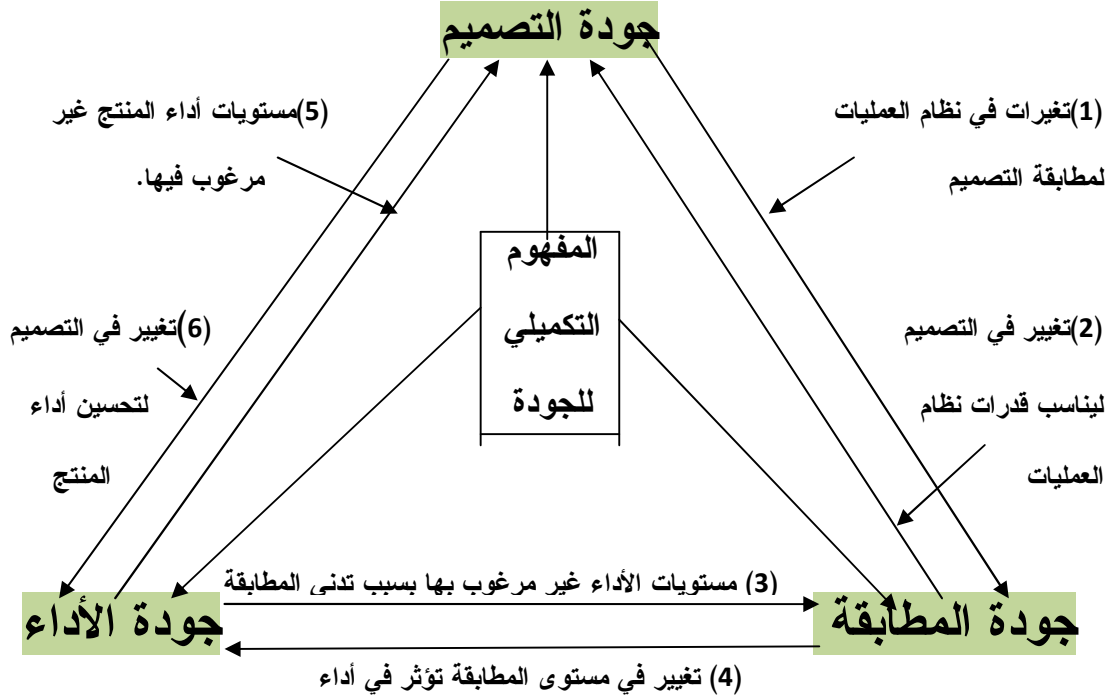 جودة التصميم
(1)تغيرات في نظام العمليات
لمطابقة التصميم
(5)مستويات أداء المنتج غير
مرغوب فيها.
المفهوم
التكميلي
للجودة
(2)تغيير في التصميم
ليناسب قدرات نظام
العمليات
(6)تغيير في التصميم
لتحسين أداء
المنتج
(3) مستويات الأداء غير مرغوب بها بسبب تدنى المطابقة
جودة المطابقة
جودة الأداء
(4) تغيير في مستوى المطابقة تؤثر في أداء